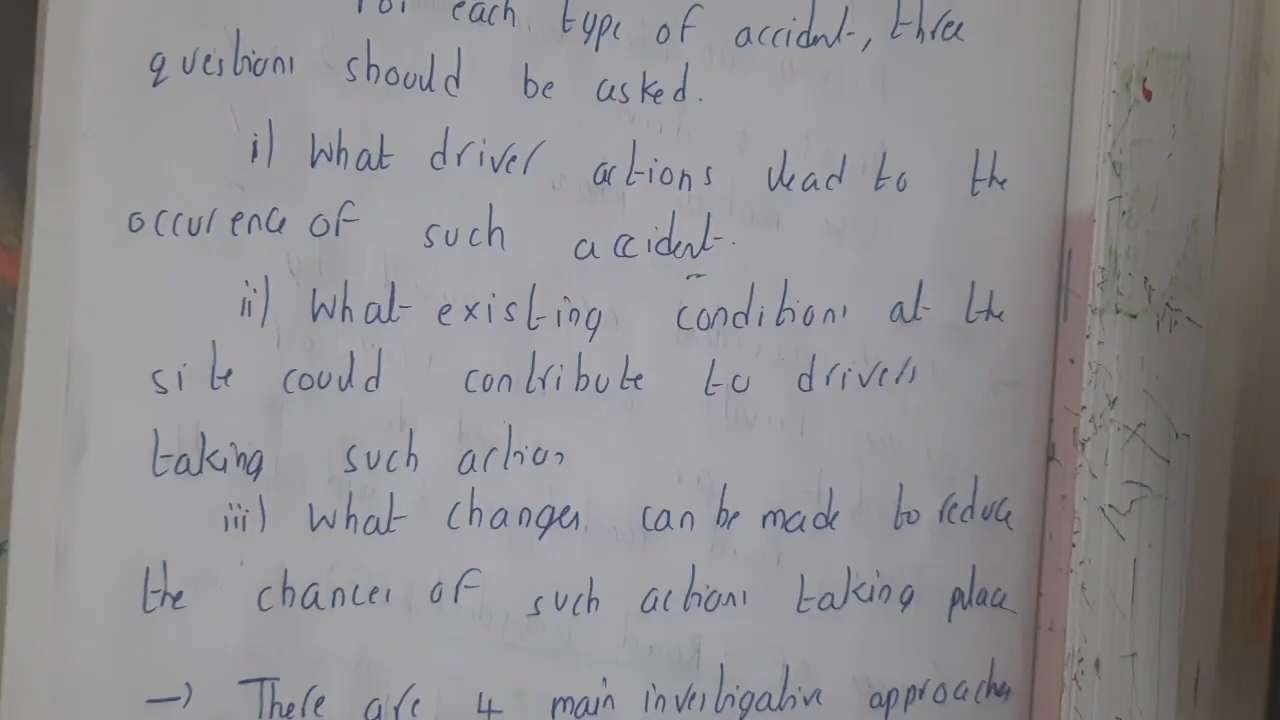 For each type of accident, three
questions should be asked.
i) What driver actions lead to the
occurence of such accident.
ii) What existing conditions at the
site could contribute to drivers
taking such action
iii) What changes can be made to reduce
the chances of such actions taking place
→ There are 4 main investigative approaches